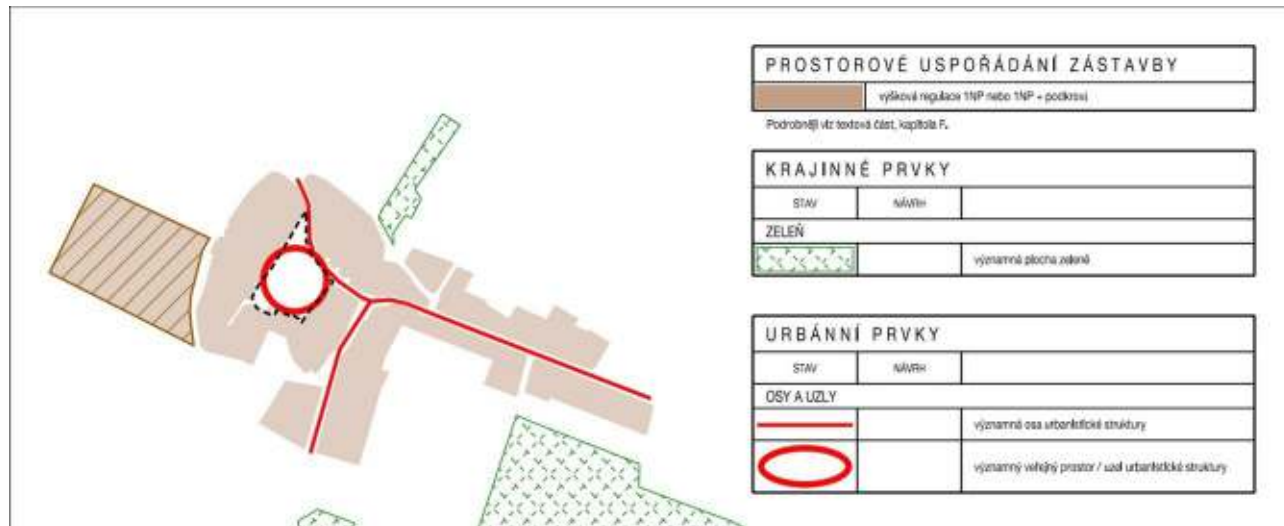 PROSTOROVÉ USPOŘÁDÁNÍ ZÁSTAVBY
výšková regulace 1NP nebo 1NP + podkroví
Podrobněji viz textová část, kapitola F.
KRAJINNÉ PRVKY
STAV NÁVRH
ZELEŇ
významná plocha zeleně
URBÁNNÍ PRVKY
STAV NÁVRH
OSY A UZLY
významná osa urbanistické struktury
významný veřejný prostor / uzel urbanistické struktury